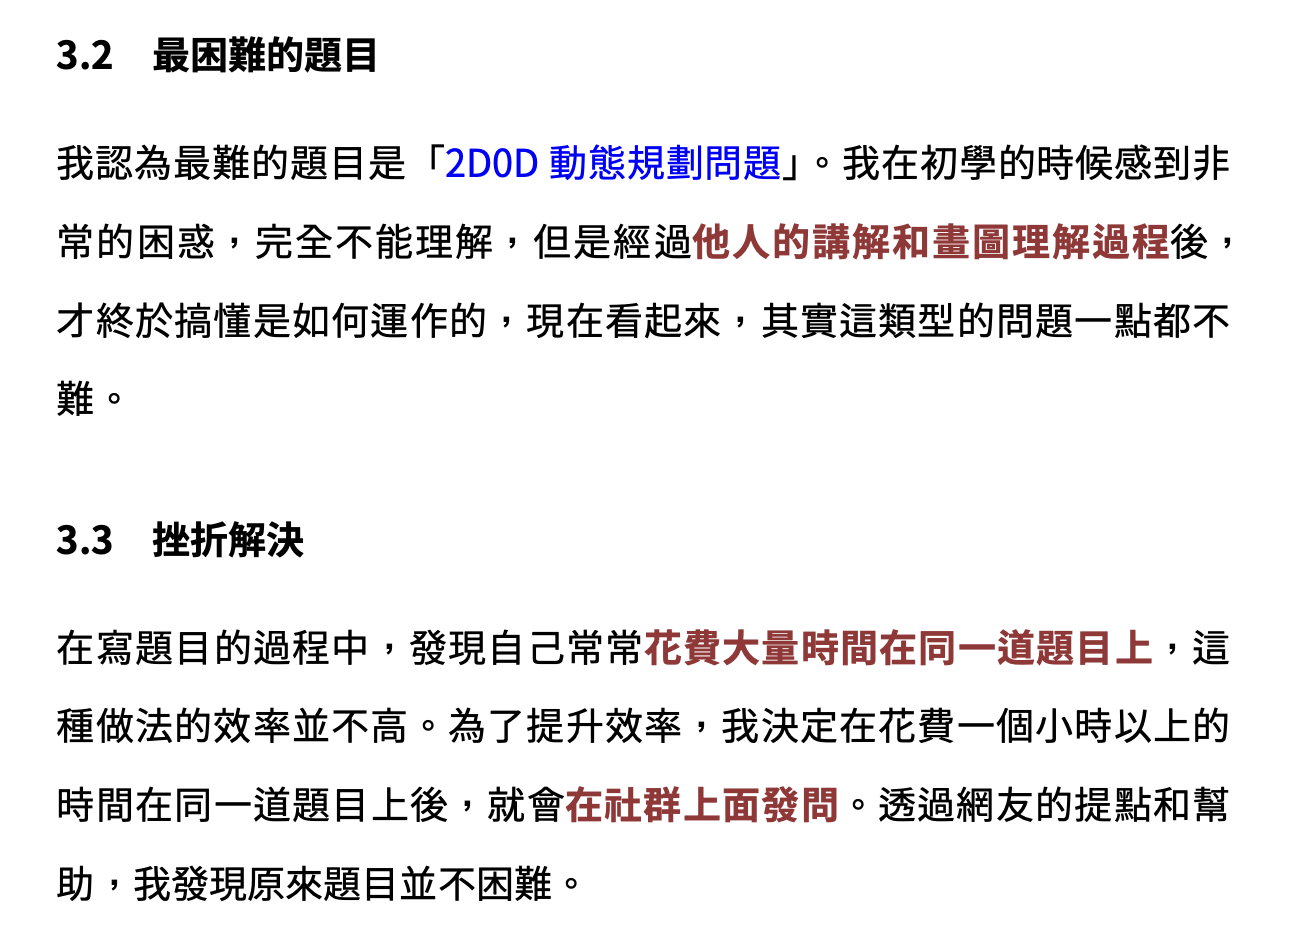 3.2 最困難的題目
我認為最難的題目是「2D0D 動態規劃問題」。我在初學的時候感到非
常的困惑，完全不能理解，但是經過他人的講解和畫圖理解過程後，
才終於搞懂是如何運作的，現在看起來，其實這類型的問題一點都不
難。
3.3 挫折解決
在寫題目的過程中，發現自己常常花費大量時間在同一道題目上，這
種做法的效率並不高。為了提升效率，我決定在花費一個小時以上的
時間在同一道題目上後，就會在社群上面發問。透過網友的提點和幫
助，我發現原來題目並不困難。